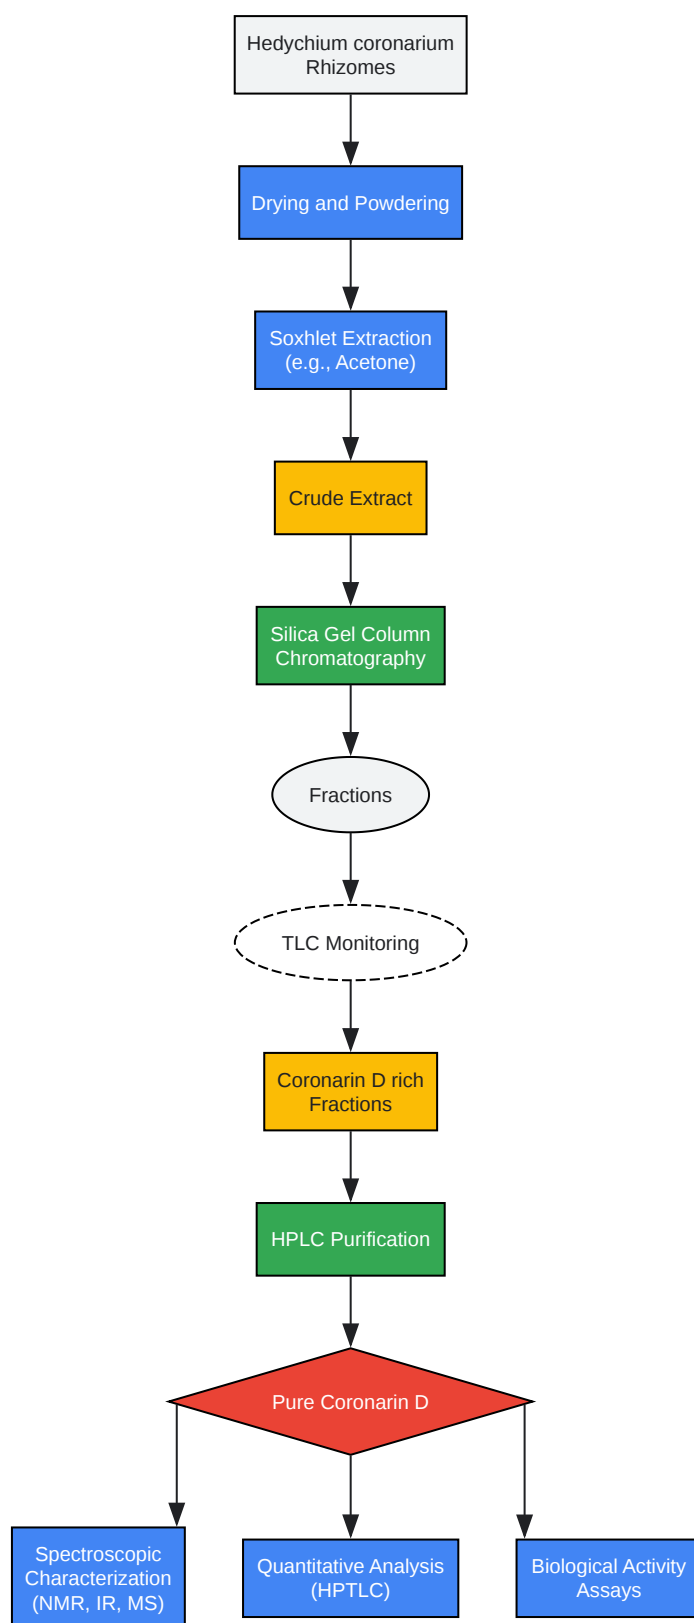 Hedychium coronarium
Rhizomes
Drying and Powdering
Soxhlet Extraction
(e.g., Acetone)
Crude Extract
Silica Gel Column
Chromatography
Fractions
TLC Monitoring
Coronarin D rich
Fractions
HPLC Purification
Pure Coronarin D
Spectroscopic
Characterization
(NMR, IR, MS)
Quantitative Analysis
(HPTLC)
Biological Activity
Assays